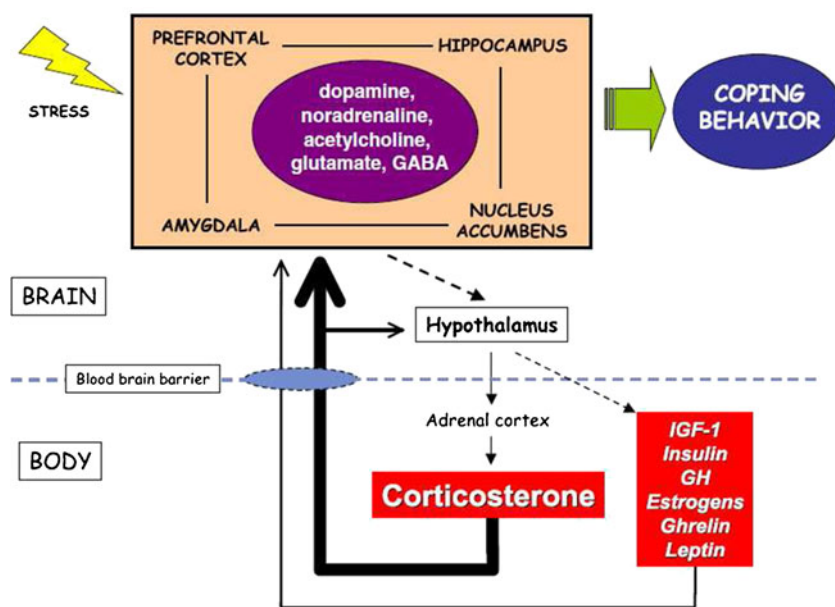 PREFRONTAL
CORTEX
HIPPOCAMPUS
STRESS
dopamine,
noradrenaline,
acetylcholine,
glutamate, GABA
COPING
BEHAVIOR
AMYGDALA
NUCLEUS
ACCUMBENS
BRAIN
Hypothalamus
Blood brain barrier
BODY
Adrenal cortex
Corticosterone
IGF-1
Insulin
GH
Estrogens
Ghrelin
Leptin